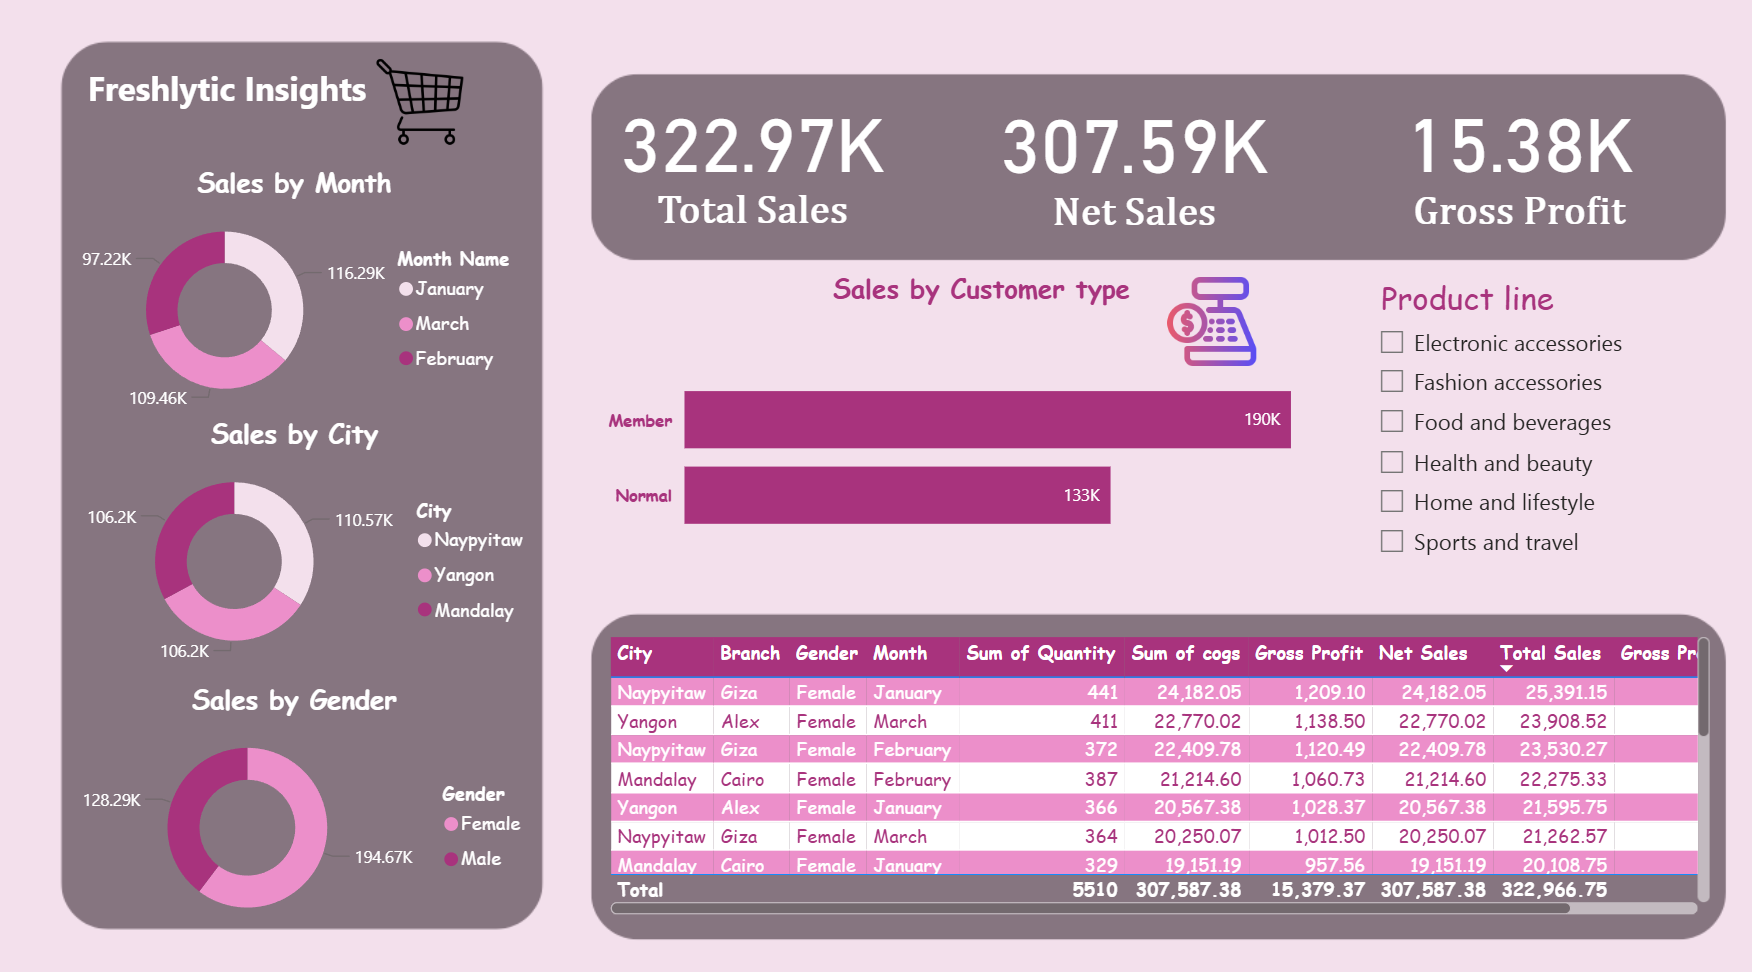 Freshlytic Insights
Sales by Month
97.22K
116.29K
109.46K
Month Name
January
March
February
Sales by City
106.2K
110.57K
106.2K
City
Naypyitaw
Yangon
Mandalay
Sales by Gender
128.29K
194.67K
Gender
Female
Male
322.97K
Total Sales
307.59K
Net Sales
15.38K
Gross Profit
Sales by Customer type
$
Member 190K
Normal 133K
Product line
Electronic accessories
Fashion accessories
Food and beverages
Health and beauty
Home and lifestyle
Sports and travel
City Branch Gender Month Sum of Quantity Sum of cogs Gross Profit Net Sales Total Sales Gross Pr
Naypyitaw Giza Female January 441 24,182.05 1,209.10 24,182.05 25,391.15
Yangon Alex Female March 411 22,770.02 1,138.50 22,770.02 23,908.52
Naypyitaw Giza Female February 372 22,409.78 1,120.49 22,409.78 23,530.27
Mandalay Cairo Female February 387 21,214.60 1,060.73 21,214.60 22,275.33
Yangon Alex Female January 366 20,567.38 1,028.37 20,567.38 21,595.75
Naypyitaw Giza Female March 364 20,250.07 1,012.50 20,250.07 21,262.57
Mandalay Cairo Female January 329 19,151.19 957.56 19,151.19 20,108.75
Total 5510 307,587.38 15,379.37 307,587.38 322,966.75